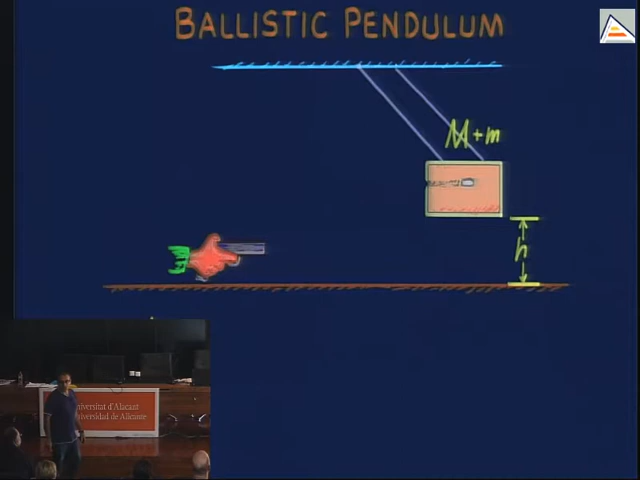 BALLISTIC PENDULUM
M+m
h
Universitat d'Alacant
Universidad de Alicante